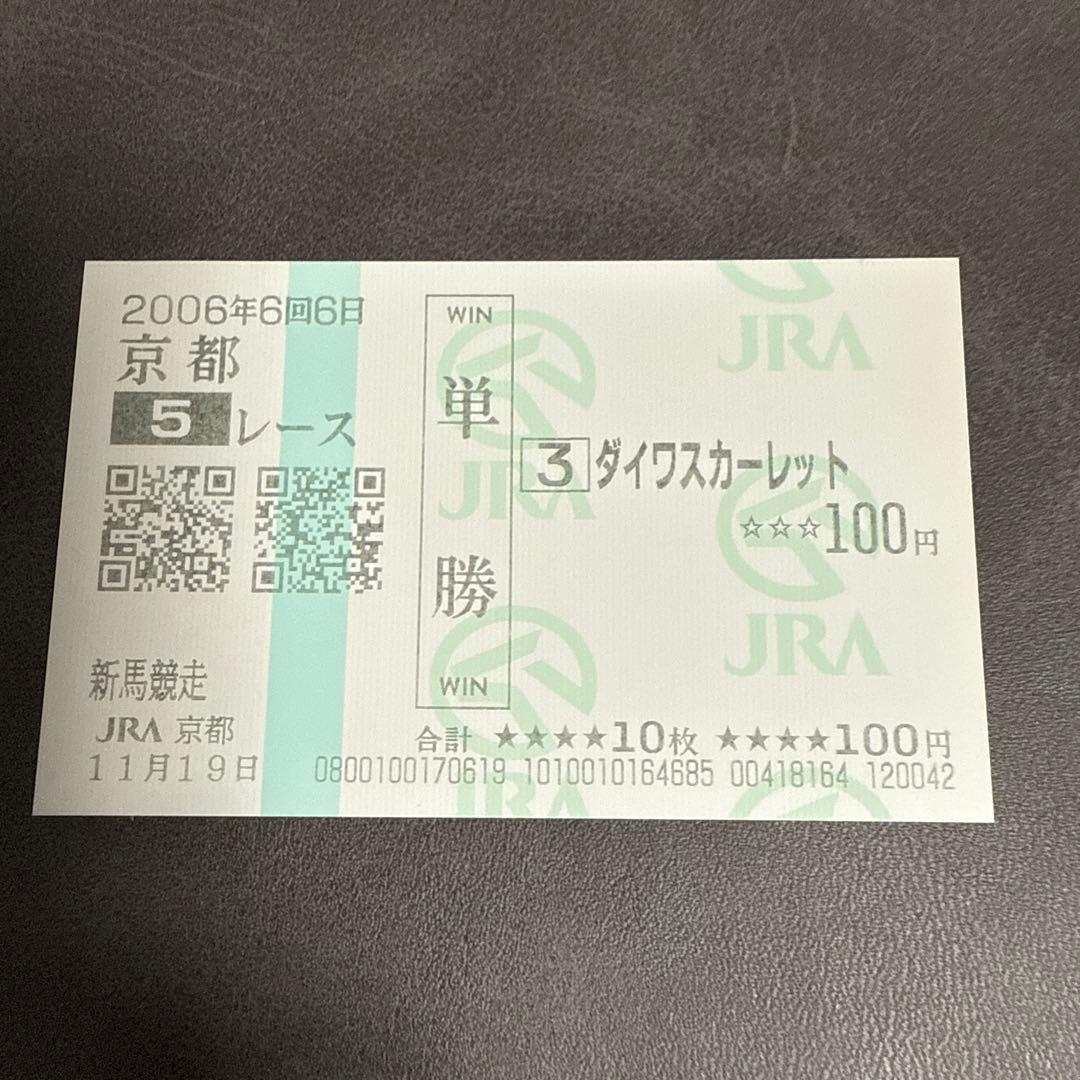 2006年6回6日
京都
5レース
新馬競走
JRA 京都
11月19日
WIN
単勝
WIN
3 ダイワスカーレット
☆☆☆100円
合計 ★★★★10枚 ★★★★100円
0800100170619 1010010164685 00418164 120042
JRA
JRA
JRA
JRA